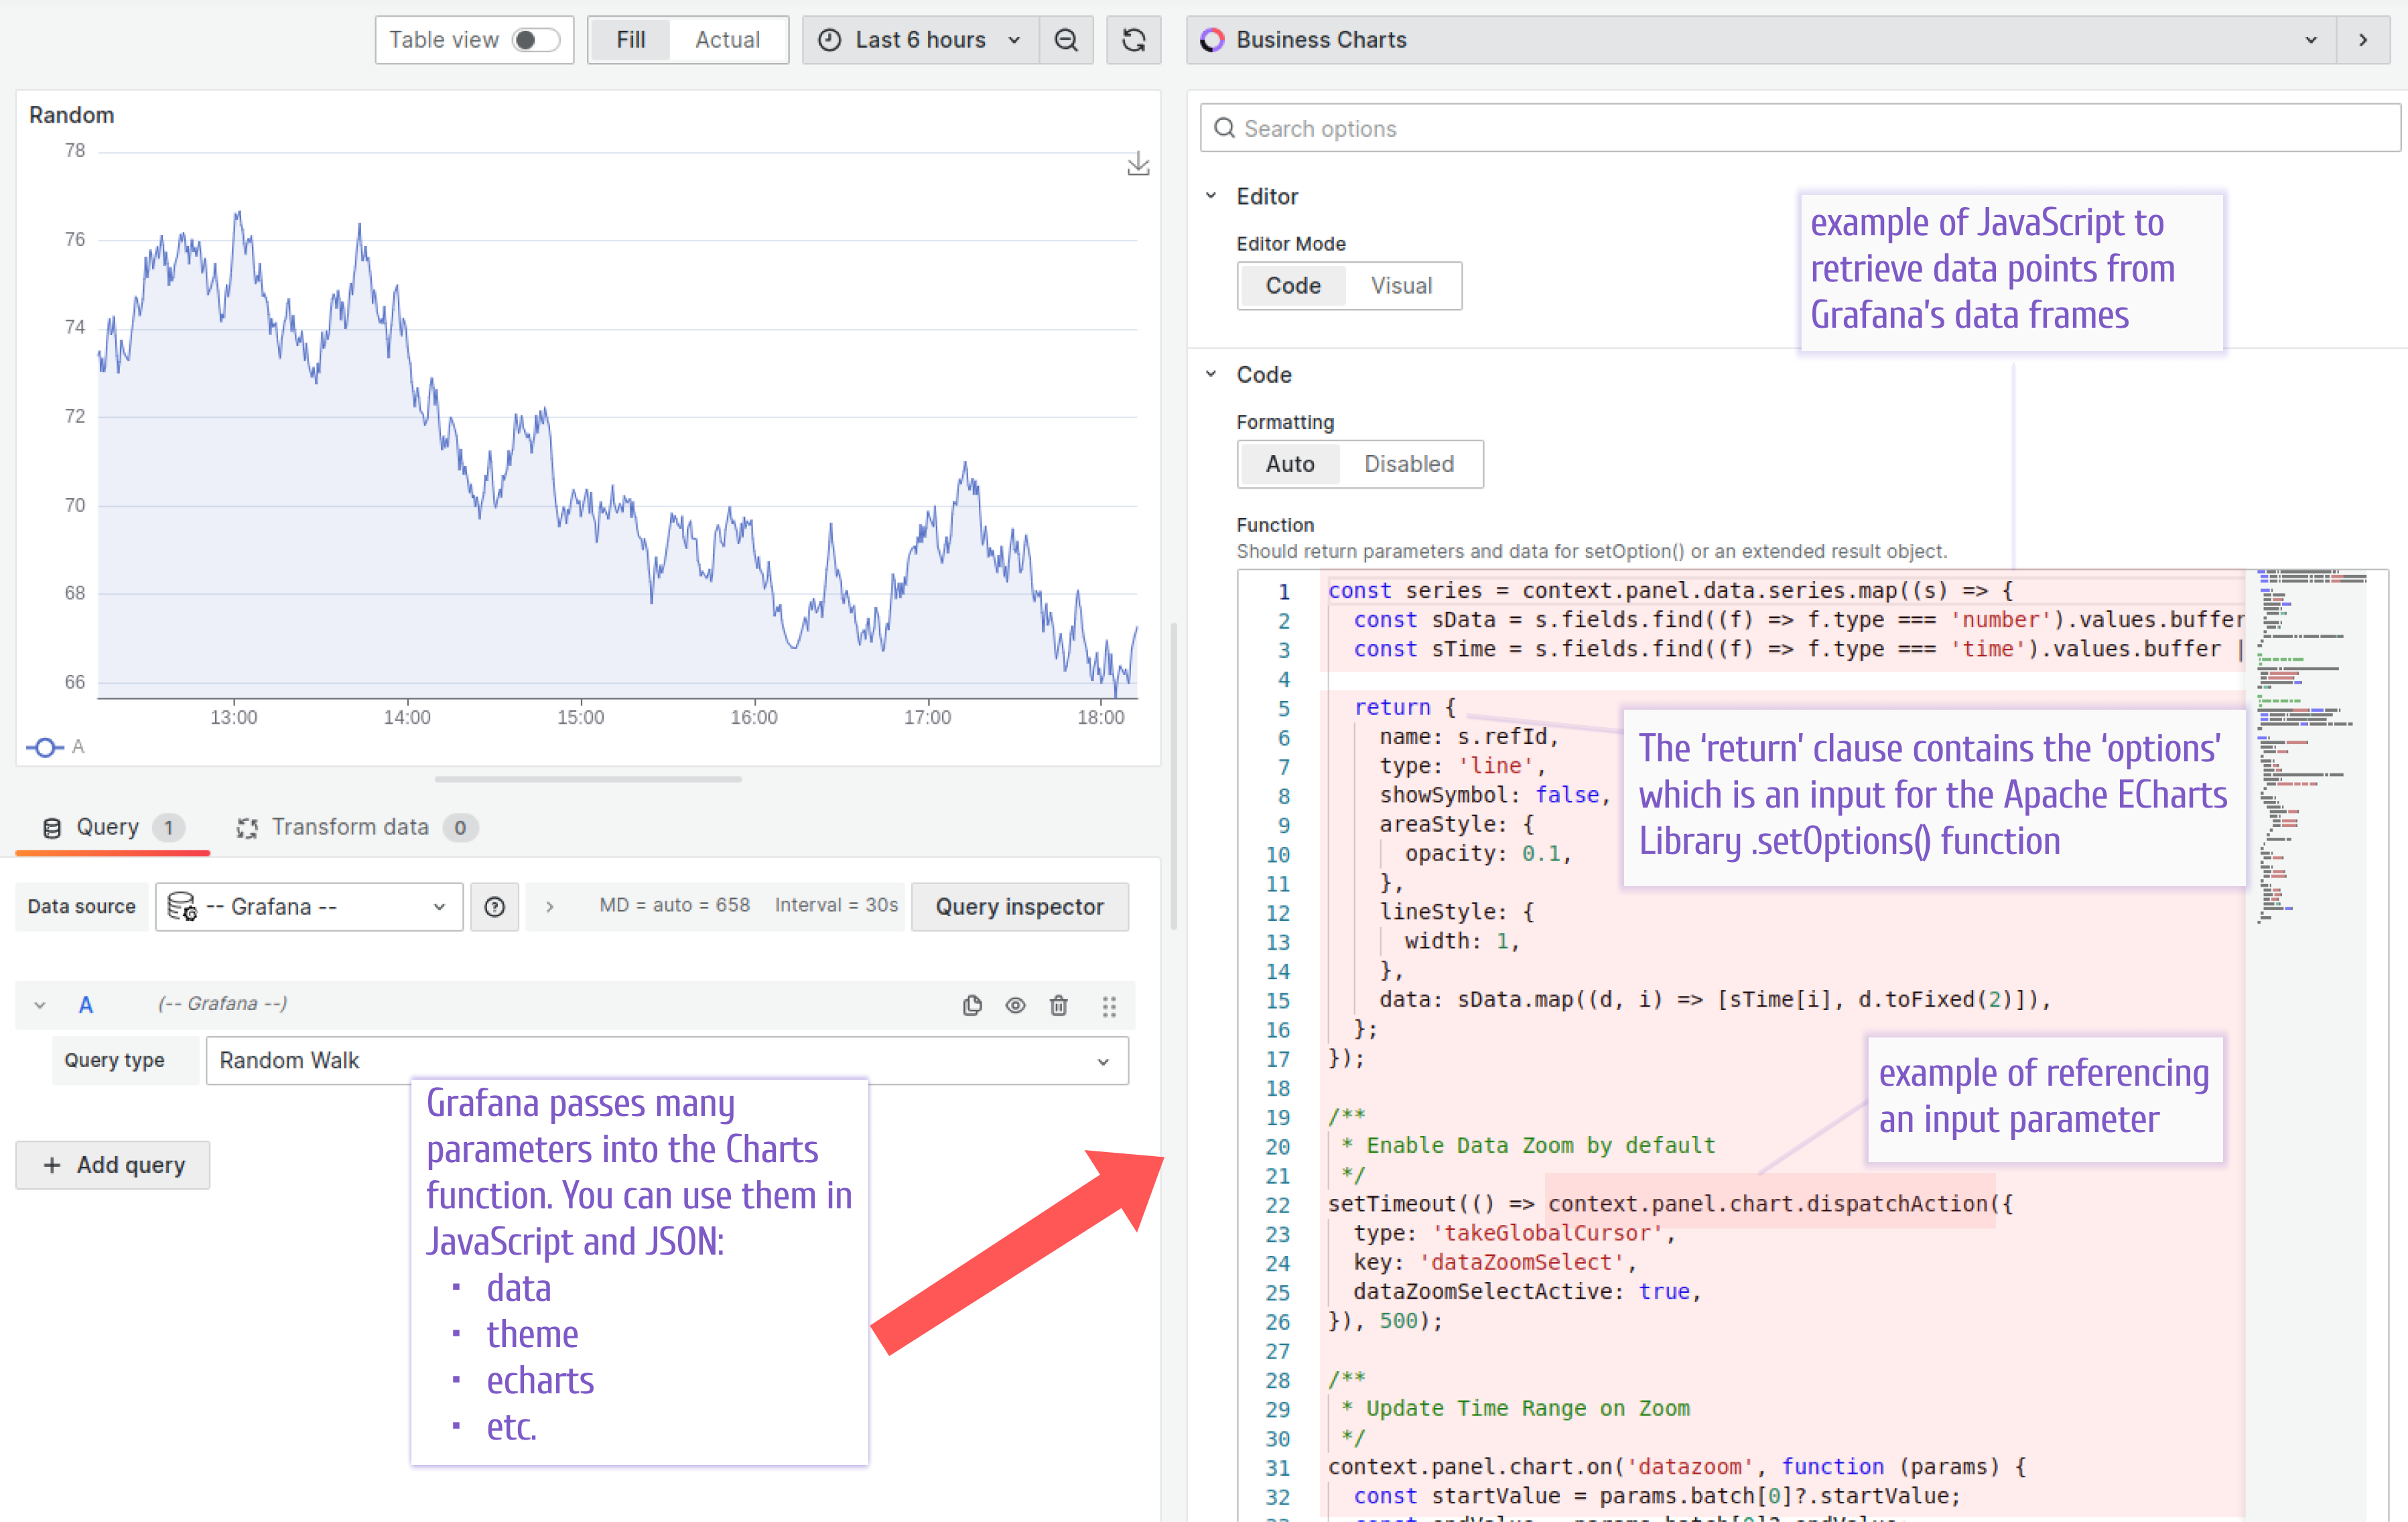 Table view
Fill
Actual
Last 6 hours
Business Charts
Random
78
76
74
72
70
68
66
13:00
14:00
15:00
16:00
17:00
18:00
A
Query 1
Transform data 0
Data source
-- Grafana --
MD = auto = 658
Interval = 30s
Query inspector
A
(-- Grafana --)
Query type
Random Walk
+ Add query
Grafana passes many
parameters into the Charts
function. You can use them in
JavaScript and JSON:
▪ data
▪ theme
▪ echarts
▪ etc.
Search options
Editor
Editor Mode
Code
Visual
example of JavaScript to
retrieve data points from
Grafana's data frames
Code
Formatting
Auto
Disabled
Function
Should return parameters and data for setOption() or an extended result object.
1 const series = context.panel.data.series.map((s) => {
2 const sData = s.fields.find((f) => f.type === 'number').values.buffer
3 const sTime = s.fields.find((f) => f.type === 'time').values.buffer |
4
5 return {
6 name: s.refId,
7 type: 'line',
8 showSymbol: false,
9 areaStyle: {
10 opacity: 0.1,
11 },
12 lineStyle: {
13 width: 1,
14 },
15 data: sData.map((d, i) => [sTime[i], d.toFixed(2)]),
16 };
17 });
18
19 /**
20 * Enable Data Zoom by default
21 */
22 setTimeout(() => context.panel.chart.dispatchAction({
23 type: 'takeGlobalCursor',
24 key: 'dataZoomSelect',
25 dataZoomSelectActive: true,
26 }), 500);
27
28 /**
29 * Update Time Range on Zoom
30 */
31 context.panel.chart.on('datazoom', function (params) {
32 const startValue = params.batch[0]?.startValue;
The ‘return’ clause contains the ‘options’
which is an input for the Apache ECharts
Library .setOptions() function
example of referencing
an input parameter